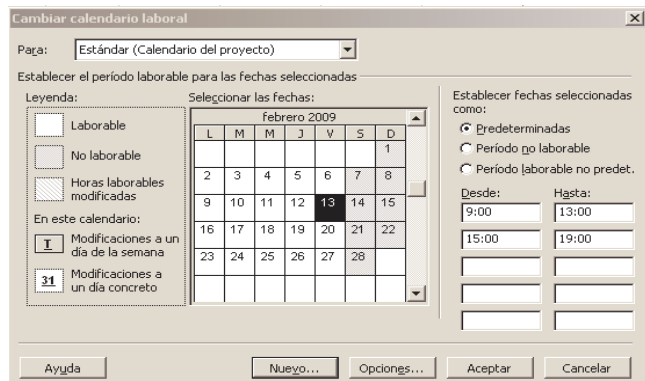 Cambiar calendario laboral
Para: Estándar (Calendario del proyecto)
Establecer el período laborable para las fechas seleccionadas
Leyenda:
Laborable
No laborable
Horas laborables
modificadas
En este calendario:
T Modificaciones a un
día de la semana
31 Modificaciones a
un día concreto
Seleccionar las fechas:
febrero 2009
L M M J V S D
1
2 3 4 5 6 7 8
9 10 11 12 13 14 15
16 17 18 19 20 21 22
23 24 25 26 27 28
Establecer fechas seleccionadas
como:
Predeterminadas
Período no laborable
Período laborable no predet.
Desde: Hasta:
9:00 13:00
15:00 19:00
Ayuda Nuevo... Opciones... Aceptar Cancelar